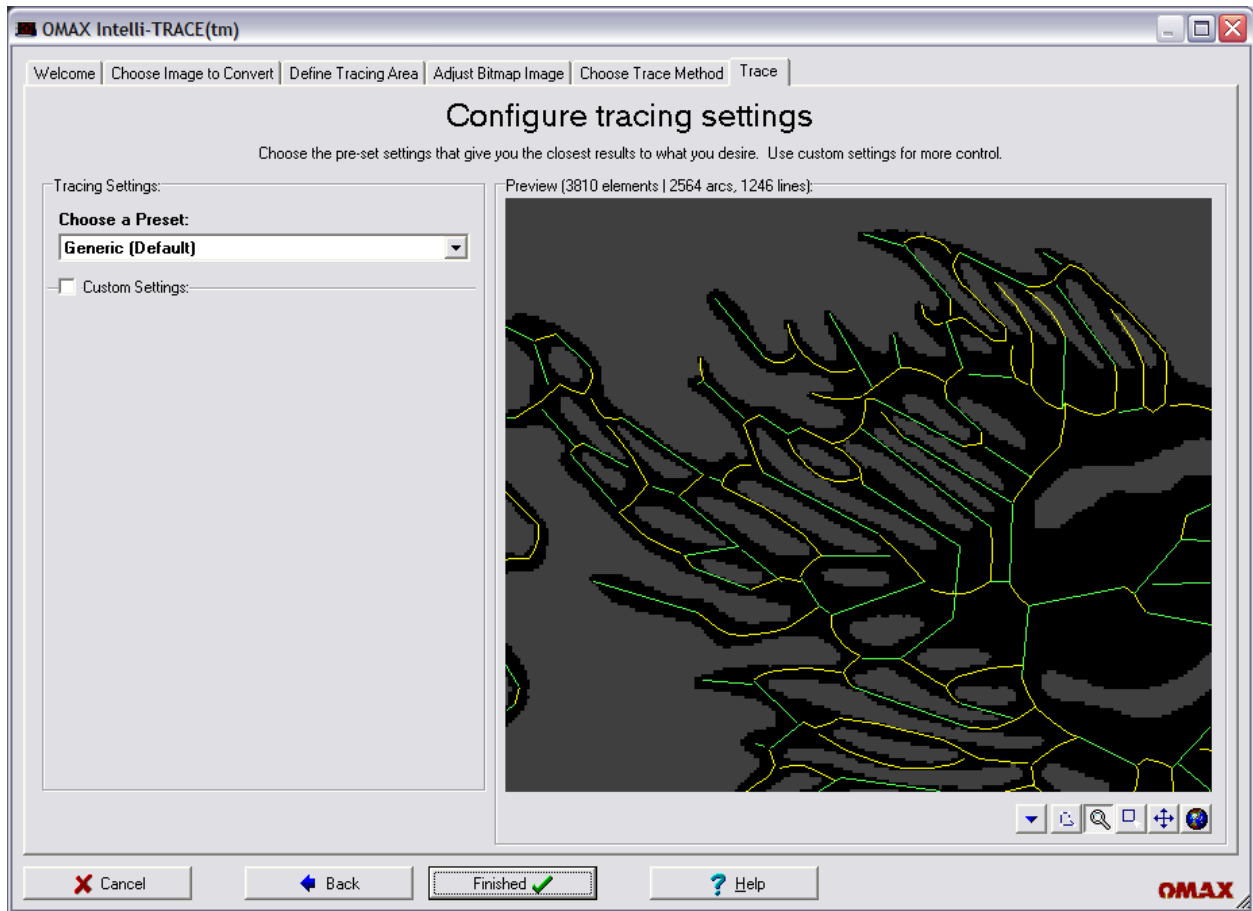 OMAX Intelli-TRACE(tm)
Welcome
Choose Image to Convert
Define Tracing Area
Adjust Bitmap Image
Choose Trace Method
Trace
Configure tracing settings
Choose the pre-set settings that give you the closest results to what you desire.  Use custom settings for more control.
Tracing Settings:
Choose a Preset:
Generic (Default)
Custom Settings:
Preview (3810 elements | 2564 arcs, 1246 lines):
Cancel
Back
Finished
Help
OMAX